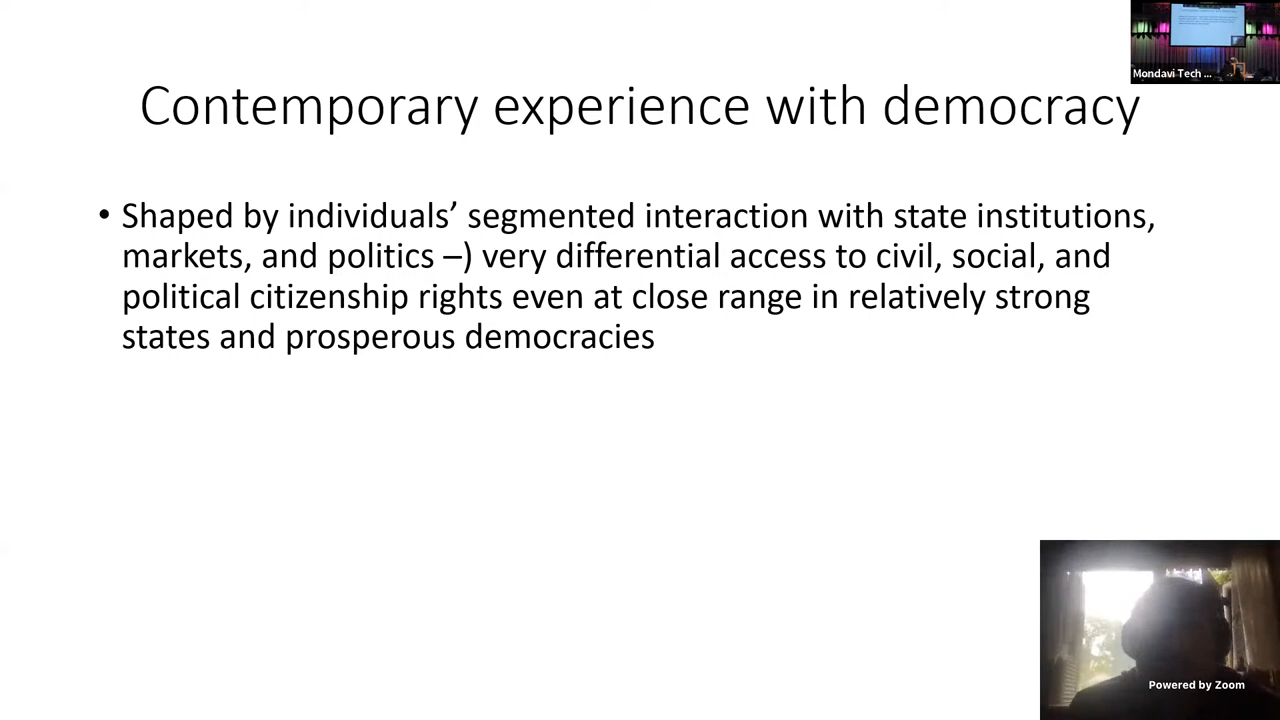 Mondavi Tech ...
Contemporary experience with democracy
• Shaped by individuals’ segmented interaction with state institutions,
markets, and politics –) very differential access to civil, social, and
political citizenship rights even at close range in relatively strong
states and prosperous democracies
Powered by Zoom